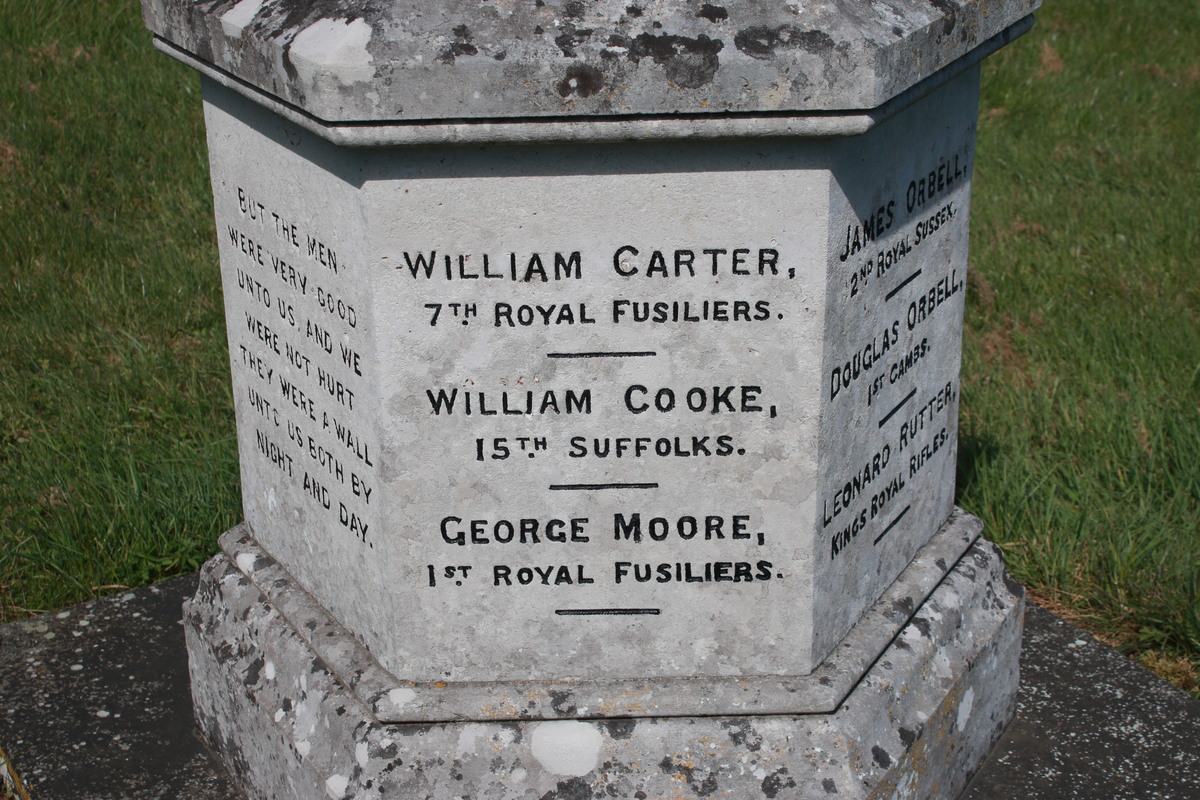 BUT THE MEN
WERE VERY GOOD
UNTO US, AND WE
WERE NOT HURT
THEY WERE A WALL
UNTO US BOTH BY
NIGHT AND DAY.
WILLIAM CARTER,
7TH ROYAL FUSILIERS.
WILLIAM COOKE,
15TH SUFFOLKS.
GEORGE MOORE,
1ST ROYAL FUSILIERS.
JAMES ORBELL,
2ND ROYAL SUSSEX.
DOUGLAS ORBELL,
1ST CAMBS.
LEONARD RUTTER,
KINGS ROYAL RIFLES.